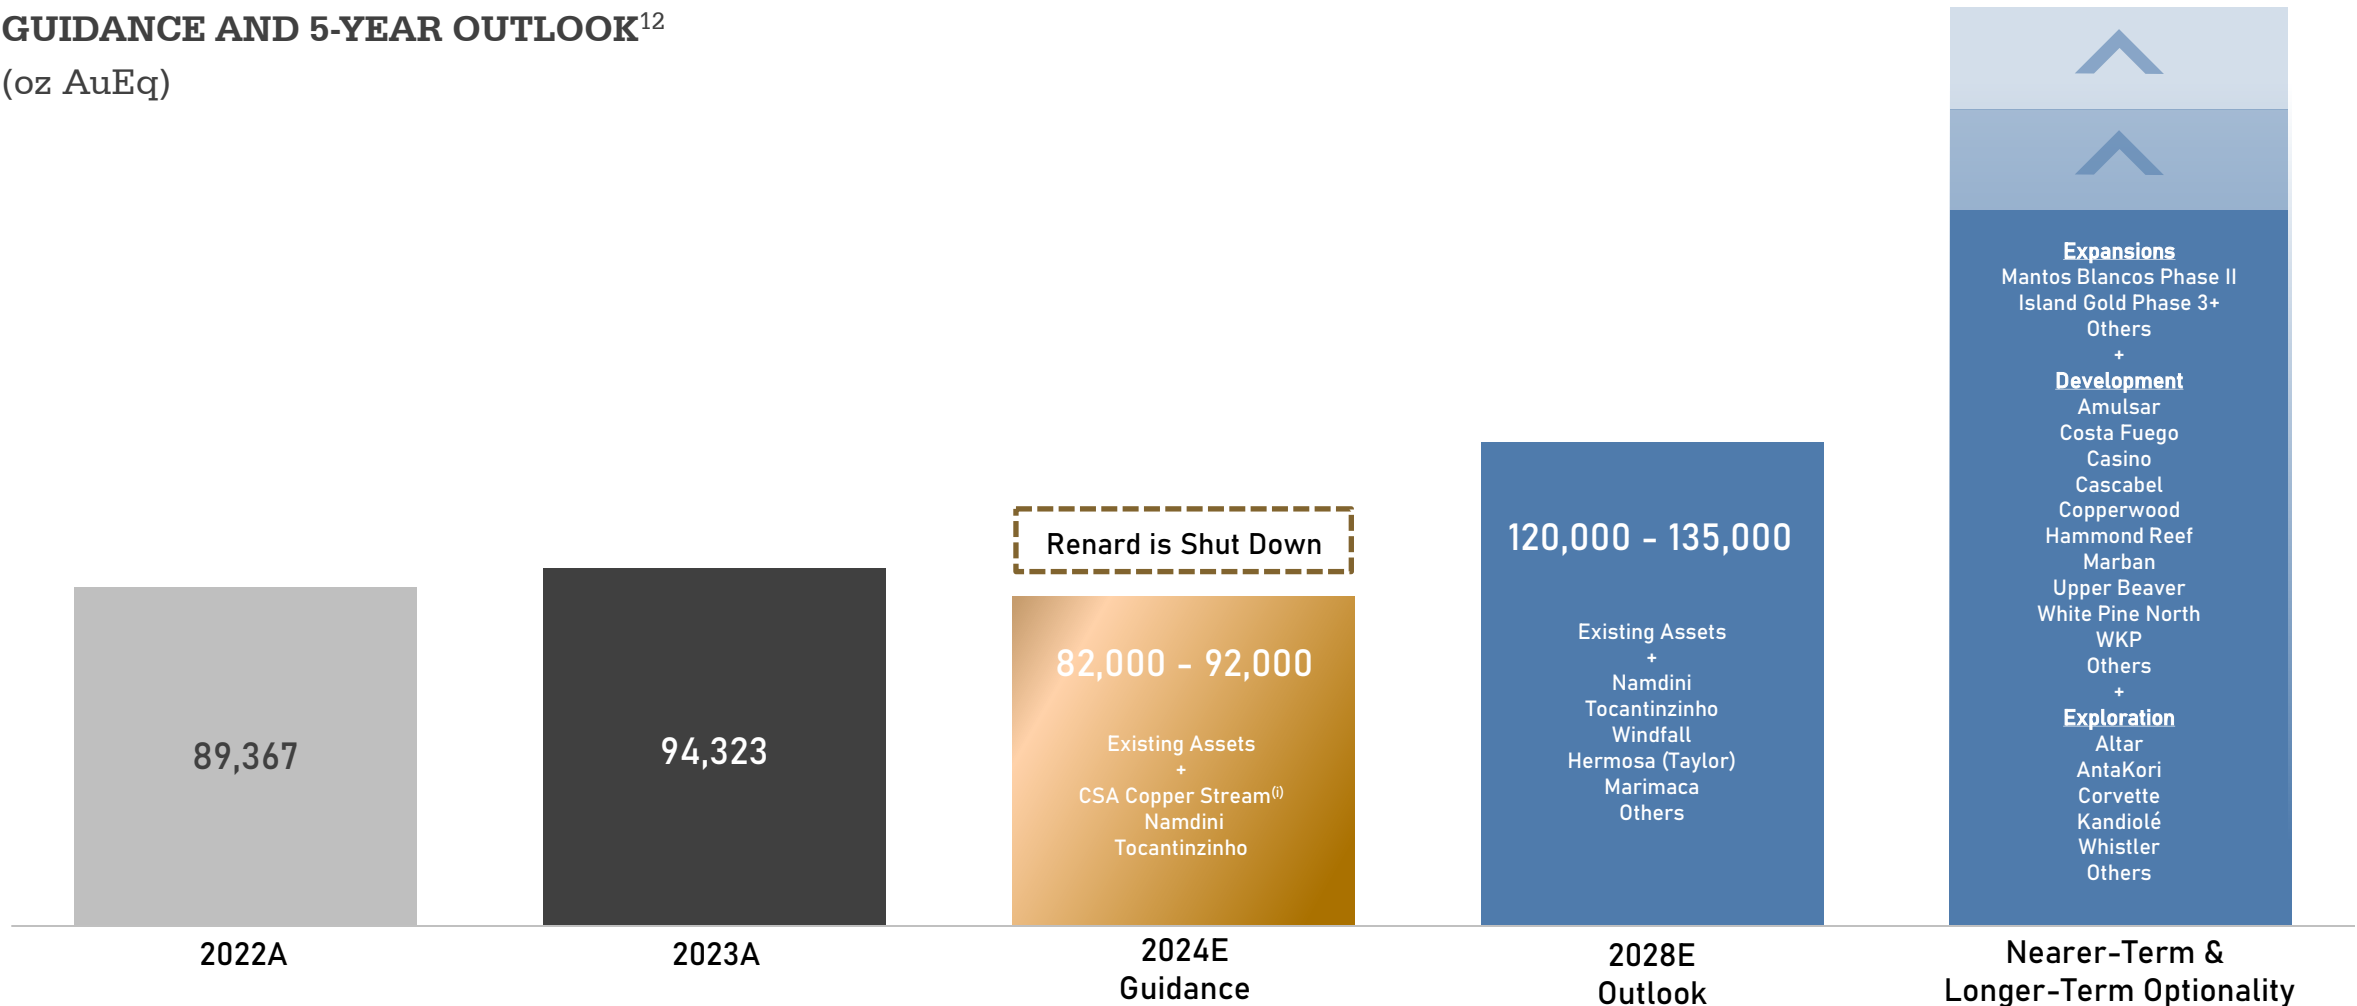 GUIDANCE AND 5-YEAR OUTLOOK12
(oz AuEq)
89,367
2022A
94,323
2023A
Renard is Shut Down
82,000 - 92,000
Existing Assets
+
CSA Copper Stream(i)
Namdini
Tocantinzinho
2024E
Guidance
120,000 - 135,000
Existing Assets
+
Namdini
Tocantinzinho
Windfall
Hermosa (Taylor)
Marimaca
Others
2028E
Outlook
Expansions
Mantos Blancos Phase II
Island Gold Phase 3+
Others
+
Development
Amulsar
Costa Fuego
Casino
Cascabel
Copperwood
Hammond Reef
Marban
Upper Beaver
White Pine North
WKP
Others
+
Exploration
Altar
AntaKori
Corvette
Kandiolé
Whistler
Others
Nearer-Term &
Longer-Term Optionality